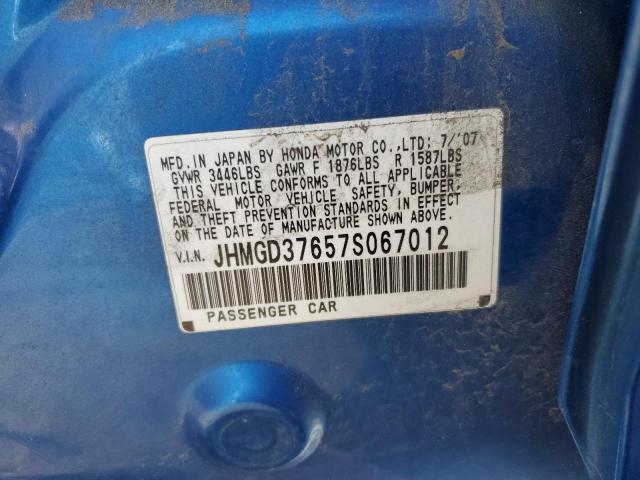 MFD. IN JAPAN BY HONDA MOTOR CO.,LTD; 7/'07
GVWR 3446LBS GAWR F 1876LBS R 1587LBS
THIS VEHICLE CONFORMS TO ALL APPLICABLE
FEDERAL MOTOR VEHICLE SAFETY, BUMPER,
AND THEFT PREVENTION STANDARDS IN EFFECT
ON THE DATE OF MANUFACTURE SHOWN ABOVE.
V.I.N. JHMGD37657S067012
PASSENGER CAR